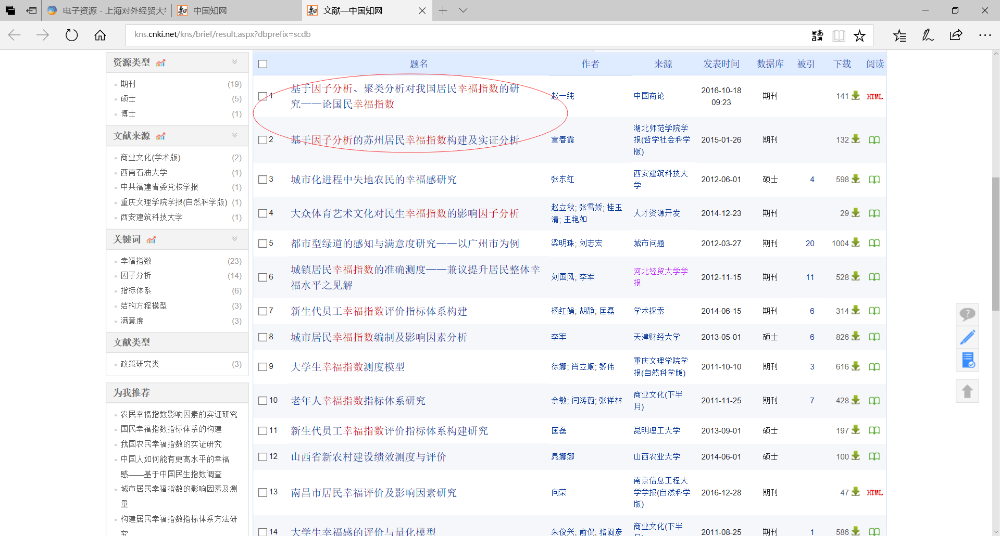 电子资源 - 上海对外经贸大学
中国知网
文献—中国知网
kns.cnki.net/kns/brief/result.aspx?dbprefix=scdb
资源类型
期刊 (19)
硕士 (5)
博士 (1)
文献来源
商业文化(学术版) (2)
西南石油大学 (1)
中共福建省委党校学报 (1)
重庆文理学院学报(自然科学版) (1)
西安建筑科技大学 (1)
关键词
幸福指数 (23)
因子分析 (14)
指标体系 (6)
结构方程模型 (3)
满意度 (3)
文献类型
政策研究类 (3)
为我推荐
农民幸福指数影响因素的实证研究
国民幸福指数指标体系的构建
我国农民幸福指数的实证研究
中国人如何能有更高水平的幸福
感——基于中国民生指数调查
城市居民幸福指数的影响因素及测
量
构建居民幸福指数指标体系方法研
究
题名 作者 来源 发表时间 数据库 被引 下载 阅读
1 基于因子分析、聚类分析对我国居民幸福指数的研
究——论国民幸福指数 赵一纯 中国商论 2016-10-18
09:23 期刊 141 HTML
2 基于因子分析的苏州居民幸福指数构建及实证分析 宣春霞 湖北师范学院学
报(哲学社会科学
版) 2015-01-26 期刊 132
3 城市化进程中失地农民的幸福感研究 张东红 西安建筑科技大
学 2012-06-01 硕士 4 598
4 大众体育艺术文化对民生幸福指数的影响因子分析 赵立秋; 张雪娇; 桂玉
清; 王艳如 人才资源开发 2014-12-23 期刊 29
5 都市型绿道的感知与满意度研究——以广州市为例 梁明珠; 刘志宏 城市问题 2012-03-27 期刊 20 1004
6 城镇居民幸福指数的准确测度——兼议提升居民整体幸
福水平之见解 刘国风; 李军 河北经贸大学学
报 2012-11-15 期刊 11 528
7 新生代员工幸福指数评价指标体系构建 杨红娟; 胡静; 匡磊 学术探索 2014-06-15 期刊 6 314
8 城市居民幸福指数编制及影响因素分析 李军 天津财经大学 2013-05-01 硕士 6 826
9 大学生幸福指数测度模型 徐娜; 肖立顺; 黎伟 重庆文理学院学
报(自然科学版) 2011-10-10 期刊 3 616
10 老年人幸福指数指标体系研究 余敏; 闫涛蔚; 张祥林 商业文化(下半
月) 2011-11-25 期刊 7 428
11 新生代员工幸福指数评价指标体系构建研究 匡磊 昆明理工大学 2013-09-01 硕士 197
12 山西省新农村建设绩效测度与评价 晁娜娜 山西农业大学 2014-06-01 硕士 100
13 南昌市居民幸福评价及影响因素研究 向荣 南京信息工程大
学学报(自然科学
版) 2016-12-28 期刊 47 HTML
14 大学生幸福感的评价与量化模型 朱俊兴; 俞侃; 骆阊彦 商业文化(下半 2011-08-25 期刊 1 586